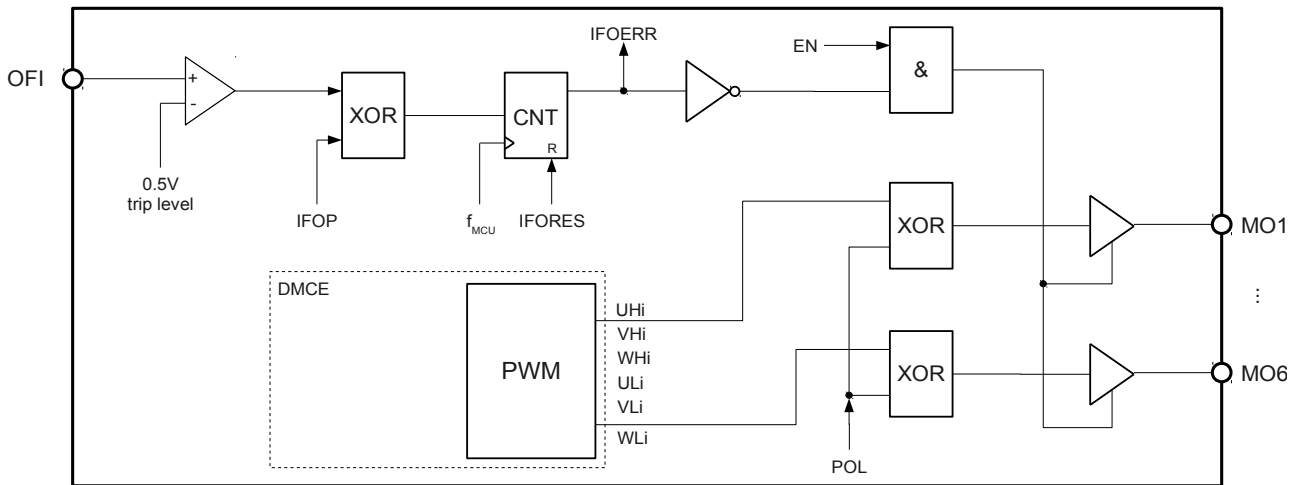 OFI
+
-
0.5V
trip level
XOR
IFOP
CNT
R
fMCU
IFORES
IFOERR
EN
&
DMCE
PWM
UHi
VHi
WHi
ULi
VLi
WLi
XOR
XOR
POL
MO1
...
MO6